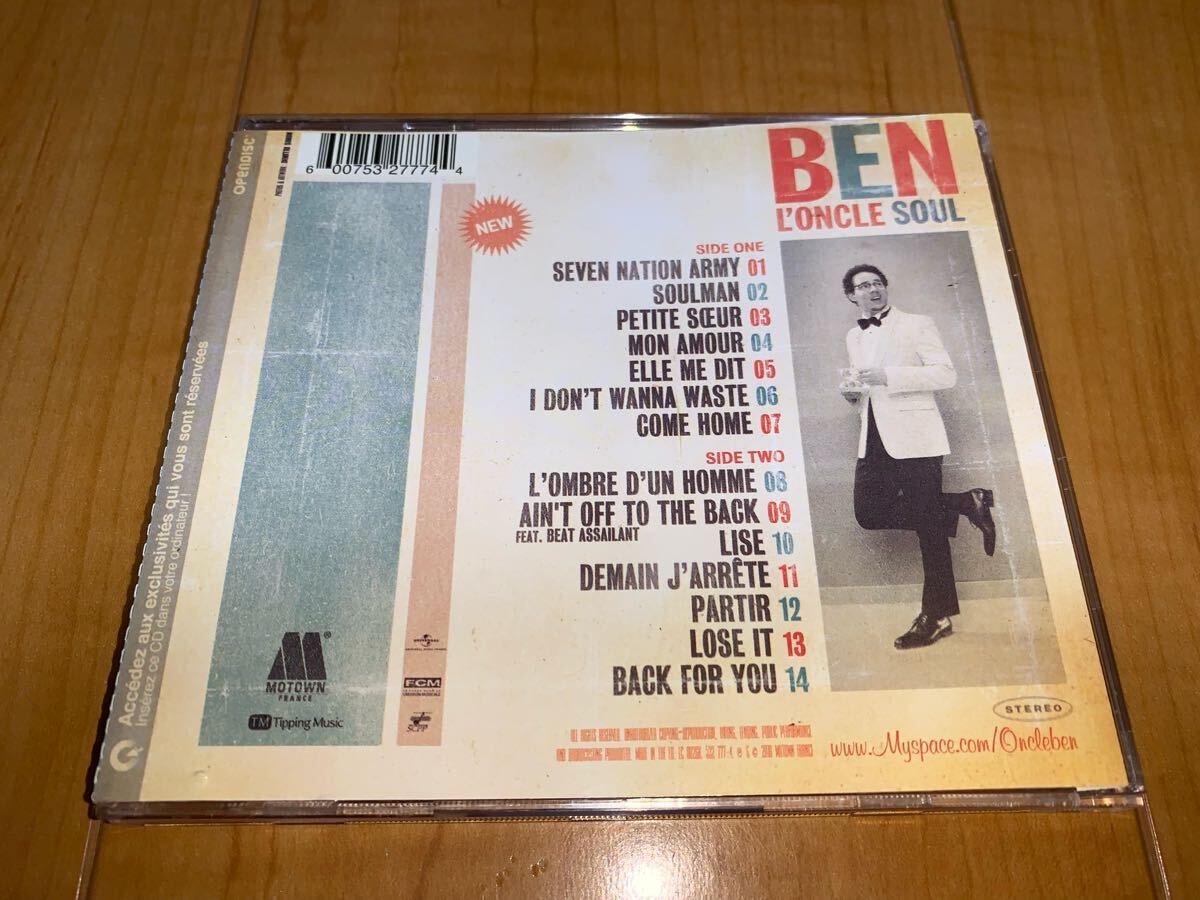 OPENDISC
6 00753 27774 4
BEN
L'ONCLE SOUL
NEW
SIDE ONE
SEVEN NATION ARMY 01
SOULMAN 02
PETITE SŒUR 03
MON AMOUR 04
ELLE ME DIT 05
I DON'T WANNA WASTE 06
COME HOME 07
SIDE TWO
L'OMBRE D'UN HOMME 08
AIN'T OFF TO THE BACK 09
FEAT. BEAT ASSAILANT
LISE 10
DEMAIN J'ARRÊTE 11
PARTIR 12
LOSE IT 13
BACK FOR YOU 14
Accédez aux exclusivités qui vous sont réservées
Insérez ce CD dans votre ordinateur !
MOTOWN®
FRANCE
TM Tipping Music
UNIVERSAL
FCM
SCPP
STEREO
www.Myspace.com/Oncleben